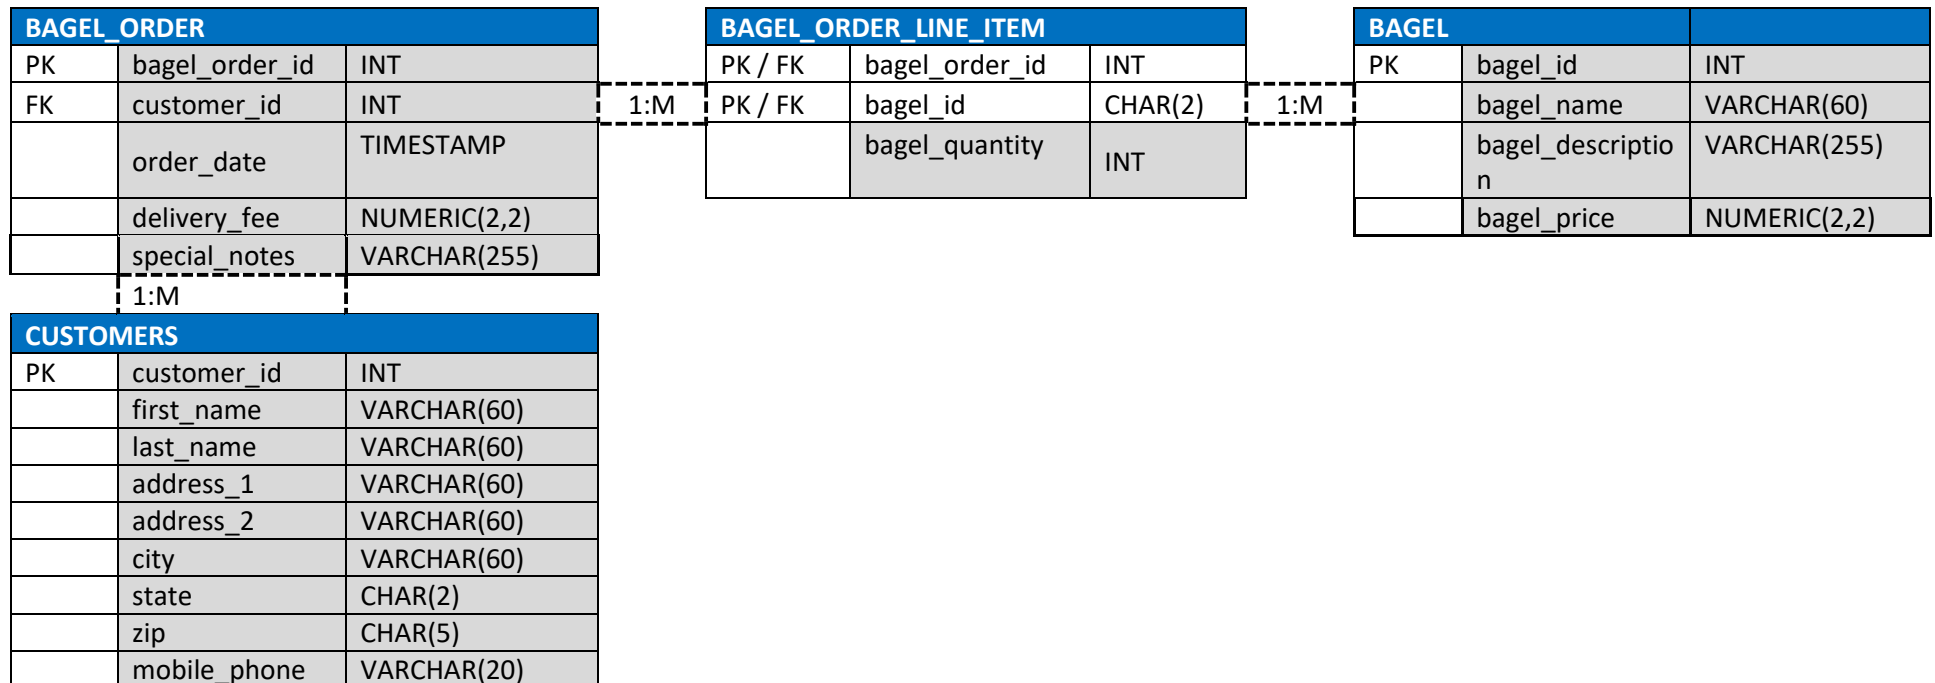 BAGEL_ORDER
PK bagel_order_id INT
FK customer_id INT
order_date TIMESTAMP
delivery_fee NUMERIC(2,2)
special_notes VARCHAR(255)
1:M
BAGEL_ORDER_LINE_ITEM
PK / FK bagel_order_id INT
PK / FK bagel_id CHAR(2)
bagel_quantity INT
1:M
BAGEL
PK bagel_id INT
bagel_name VARCHAR(60)
bagel_descriptio VARCHAR(255)
n
bagel_price NUMERIC(2,2)
1:M
CUSTOMERS
PK customer_id INT
first_name VARCHAR(60)
last_name VARCHAR(60)
address_1 VARCHAR(60)
address_2 VARCHAR(60)
city VARCHAR(60)
state CHAR(2)
zip CHAR(5)
mobile_phone VARCHAR(20)